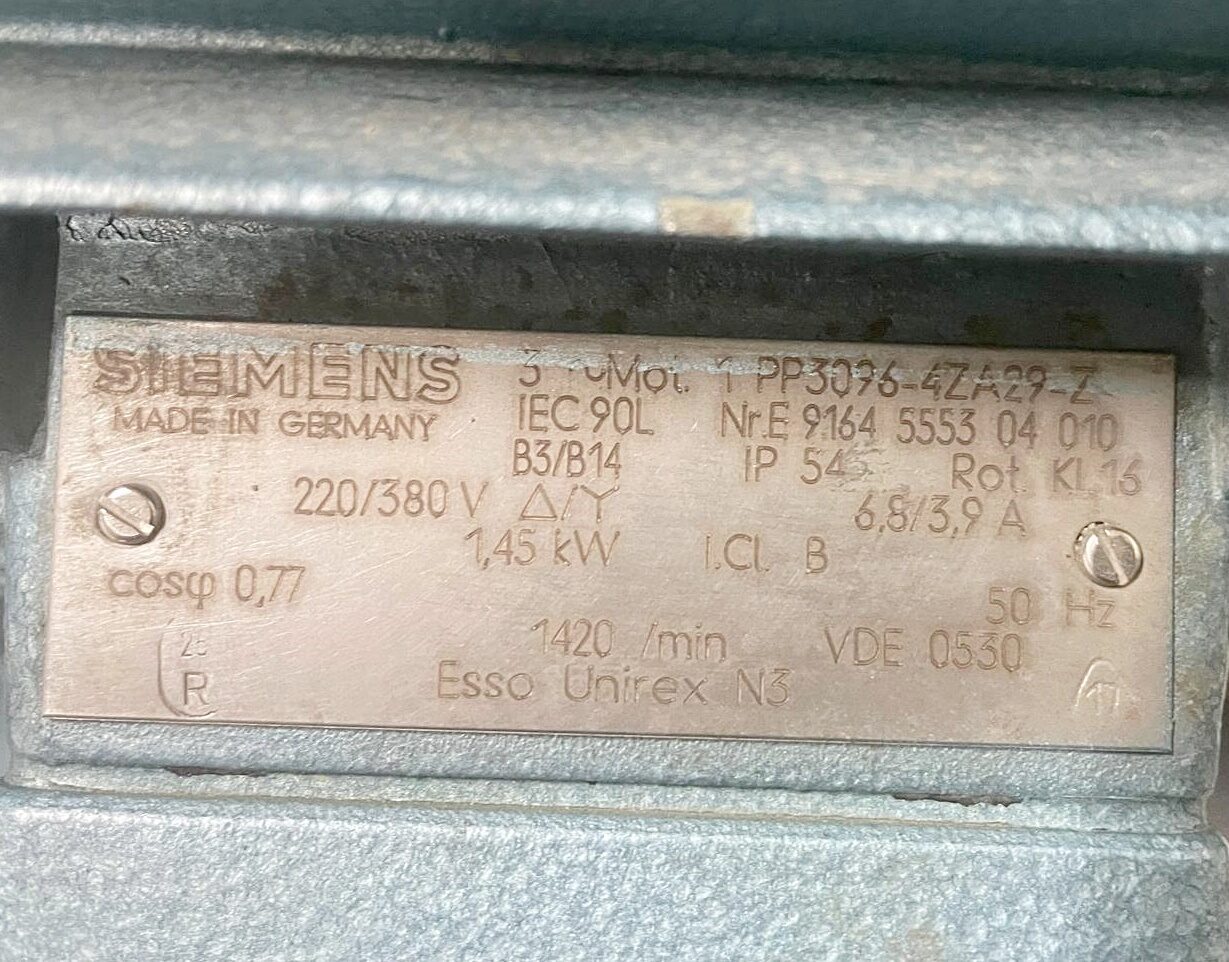 SIEMENS 3 ~Mot. 1 PP3096-4ZA29-Z
MADE IN GERMANY IEC 90L Nr.E 9164 5553 04 010
B3/B14 IP 54 Rot. KL 16
220/380 V Δ/Y 6,8/3,9 A
1,45 kW I.Cl. B
cosφ 0,77 50 Hz
1420 /min VDE 0530
Esso Unirex N3
R